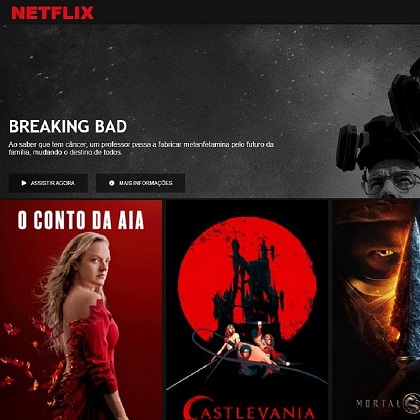 NETFLIX
BREAKING BAD
Ao saber que tem câncer, um professor passa a fabricar metanfetamina pelo futuro da
família, mudando o destino de todos.
ASSISTIR AGORA
MAIS INFORMAÇÕES
O CONTO DA AIA
CASTLEVANIA
MORTAL